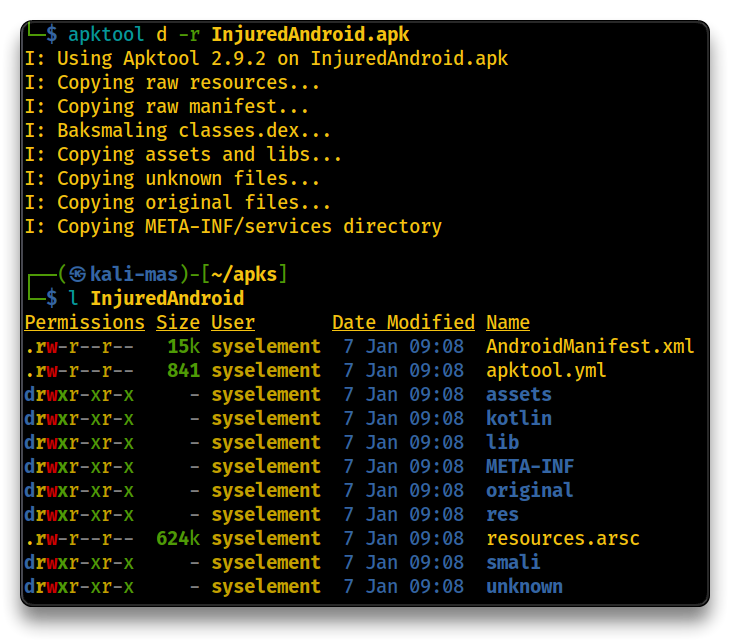 └─$ apktool d -r InjuredAndroid.apk
I: Using Apktool 2.9.2 on InjuredAndroid.apk
I: Copying raw resources...
I: Copying raw manifest...
I: Baksmaling classes.dex...
I: Copying assets and libs...
I: Copying unknown files...
I: Copying original files...
I: Copying META-INF/services directory
┌──(㉿kali-mas)-[~/apks]
└─$ l InjuredAndroid
Permissions Size User       Date Modified Name
.rw-r--r--   15k syselement  7 Jan 09:08  AndroidManifest.xml
.rw-r--r--   841 syselement  7 Jan 09:08  apktool.yml
drwxr-xr-x     - syselement  7 Jan 09:08  assets
drwxr-xr-x     - syselement  7 Jan 09:08  kotlin
drwxr-xr-x     - syselement  7 Jan 09:08  lib
drwxr-xr-x     - syselement  7 Jan 09:08  META-INF
drwxr-xr-x     - syselement  7 Jan 09:08  original
drwxr-xr-x     - syselement  7 Jan 09:08  res
.rw-r--r--  624k syselement  7 Jan 09:08  resources.arsc
drwxr-xr-x     - syselement  7 Jan 09:08  smali
drwxr-xr-x     - syselement  7 Jan 09:08  unknown